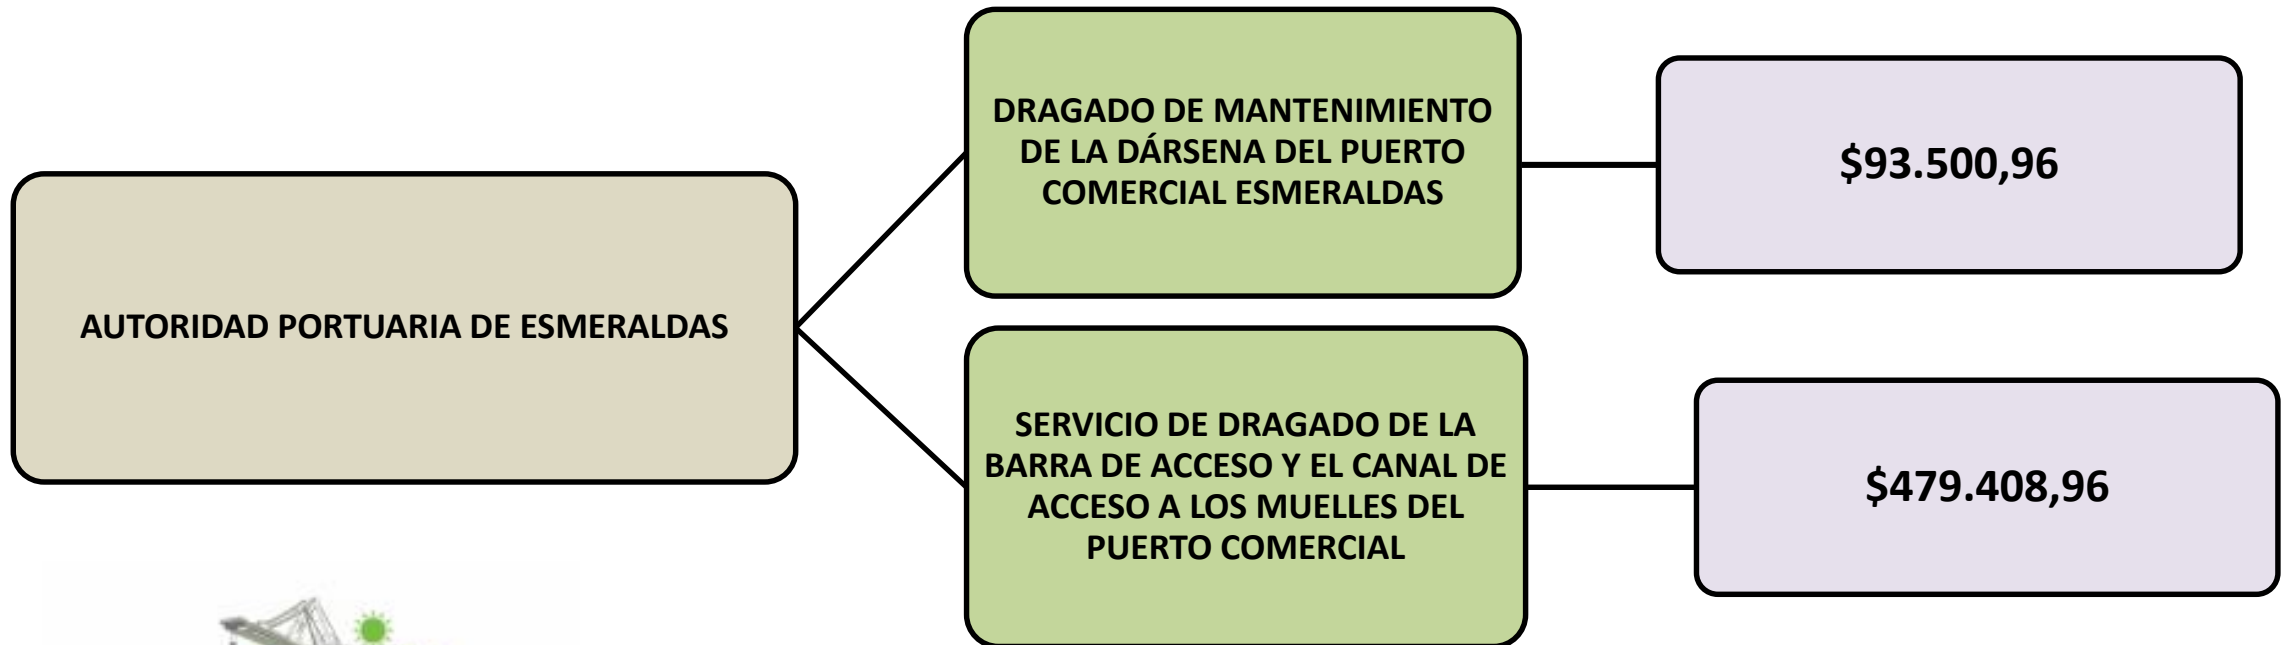 AUTORIDAD PORTUARIA DE ESMERALDAS
DRAGADO DE MANTENIMIENTO
DE LA DÁRSENA DEL PUERTO
COMERCIAL ESMERALDAS
$93.500,96
SERVICIO DE DRAGADO DE LA
BARRA DE ACCESO Y EL CANAL DE
ACCESO A LOS MUELLES DEL
PUERTO COMERCIAL
$479.408,96